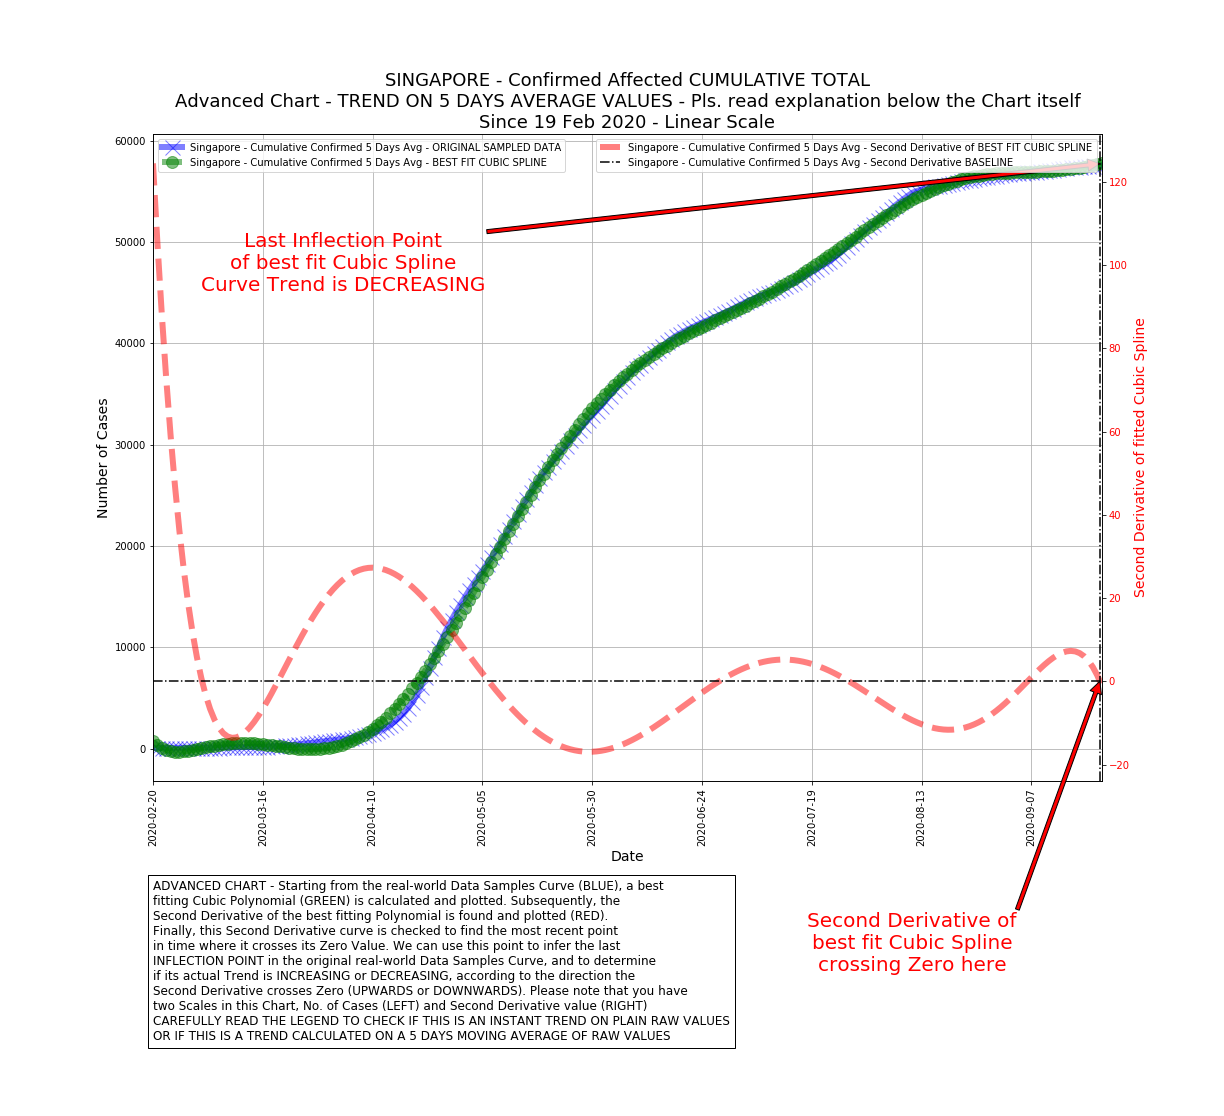 SINGAPORE - Confirmed Affected CUMULATIVE TOTAL
Advanced Chart - TREND ON 5 DAYS AVERAGE VALUES - Pls. read explanation below the Chart itself
Since 19 Feb 2020 - Linear Scale
Singapore - Cumulative Confirmed 5 Days Avg - ORIGINAL SAMPLED DATA
Singapore - Cumulative Confirmed 5 Days Avg - BEST FIT CUBIC SPLINE
Singapore - Cumulative Confirmed 5 Days Avg - Second Derivative of BEST FIT CUBIC SPLINE
Singapore - Cumulative Confirmed 5 Days Avg - Second Derivative BASELINE
Last Inflection Point
of best fit Cubic Spline
Curve Trend is DECREASING
Number of Cases
60000
50000
40000
30000
20000
10000
0
Second Derivative of fitted Cubic Spline
120
100
80
60
40
20
0
−20
2020-02-20
2020-03-16
2020-04-10
2020-05-05
2020-05-30
2020-06-24
2020-07-19
2020-08-13
2020-09-07
Date
ADVANCED CHART - Starting from the real-world Data Samples Curve (BLUE), a best
fitting Cubic Polynomial (GREEN) is calculated and plotted. Subsequently, the
Second Derivative of the best fitting Polynomial is found and plotted (RED).
Finally, this Second Derivative curve is checked to find the most recent point
in time where it crosses its Zero Value. We can use this point to infer the last
INFLECTION POINT in the original real-world Data Samples Curve, and to determine
if its actual Trend is INCREASING or DECREASING, according to the direction the
Second Derivative crosses Zero (UPWARDS or DOWNWARDS). Please note that you have
two Scales in this Chart, No. of Cases (LEFT) and Second Derivative value (RIGHT)
CAREFULLY READ THE LEGEND TO CHECK IF THIS IS AN INSTANT TREND ON PLAIN RAW VALUES
OR IF THIS IS A TREND CALCULATED ON A 5 DAYS MOVING AVERAGE OF RAW VALUES
Second Derivative of
best fit Cubic Spline
crossing Zero here